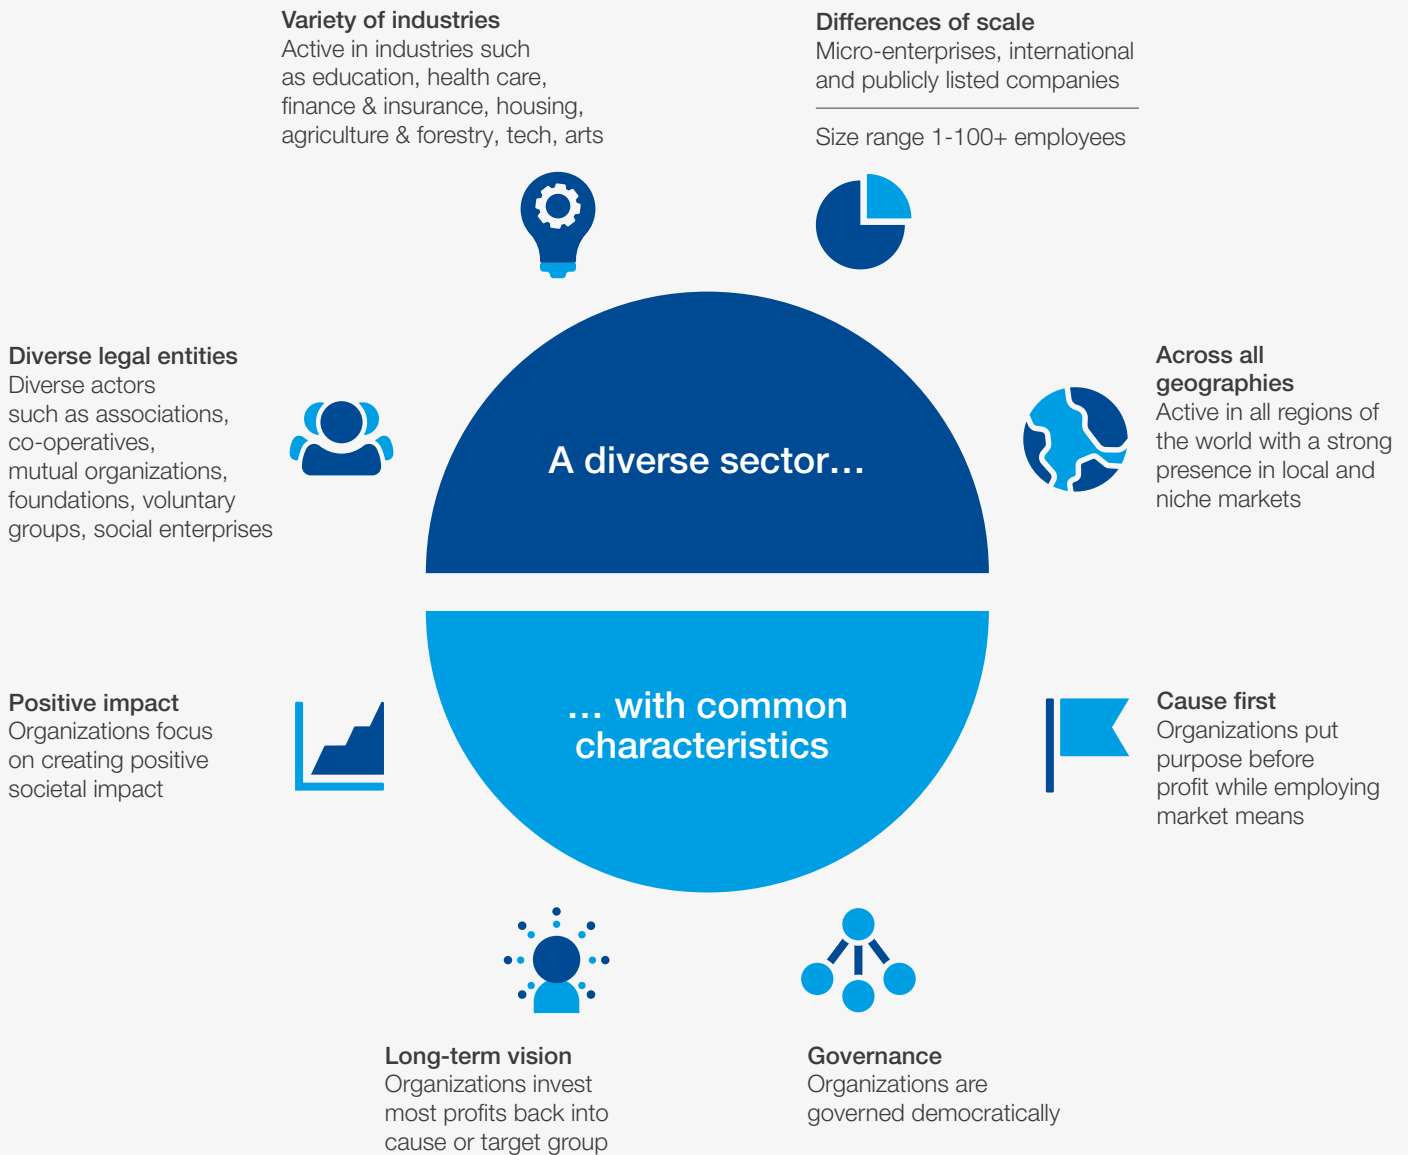 Variety of industries
Active in industries such
as education, health care,
finance & insurance, housing,
agriculture & forestry, tech, arts
Differences of scale
Micro-enterprises, international
and publicly listed companies
Size range 1-100+ employees
Diverse legal entities
Diverse actors
such as associations,
co-operatives,
mutual organizations,
foundations, voluntary
groups, social enterprises
A diverse sector…
Across all
geographies
Active in all regions of
the world with a strong
presence in local and
niche markets
Positive impact
Organizations focus
on creating positive
societal impact
… with common
characteristics
Cause first
Organizations put
purpose before
profit while employing
market means
Long-term vision
Organizations invest
most profits back into
cause or target group
Governance
Organizations are
governed democratically